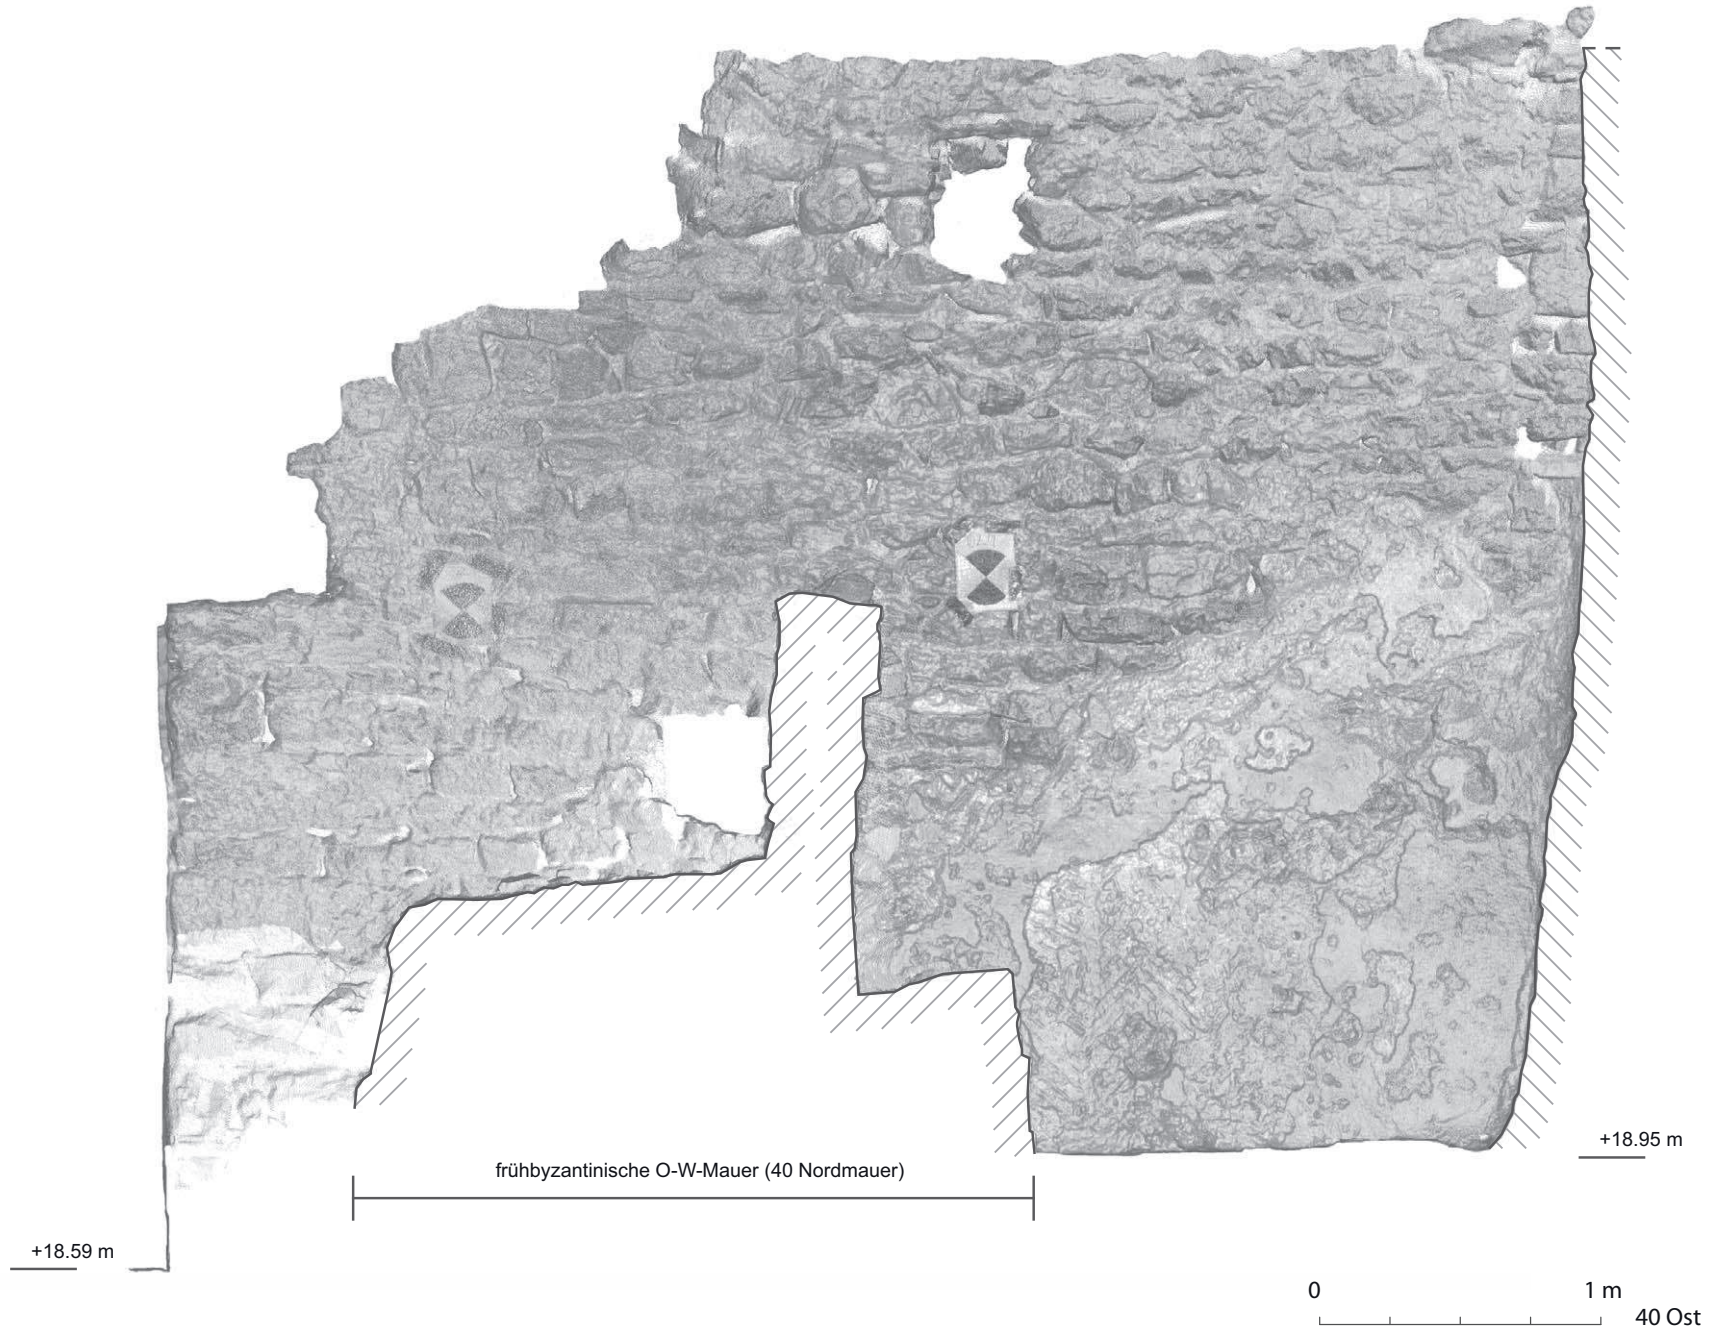 +18.95 m
frühbyzantinische O-W-Mauer (40 Nordmauer)
+18.59 m
0 1 m
40 Ost